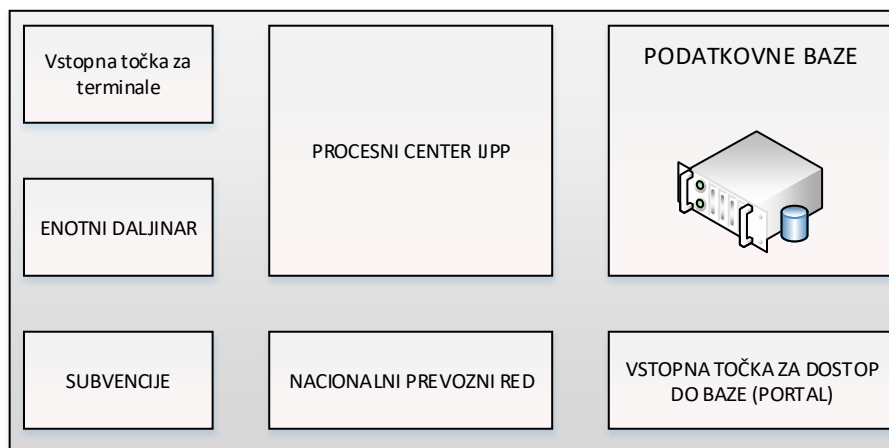 Vstopna točka za
terminale
PROCESNI CENTER IJPP
PODATKOVNE BAZE
ENOTNI DALJINAR
SUBVENCIJE
NACIONALNI PREVOZNI RED
VSTOPNA TOČKA ZA DOSTOP
DO BAZE (PORTAL)